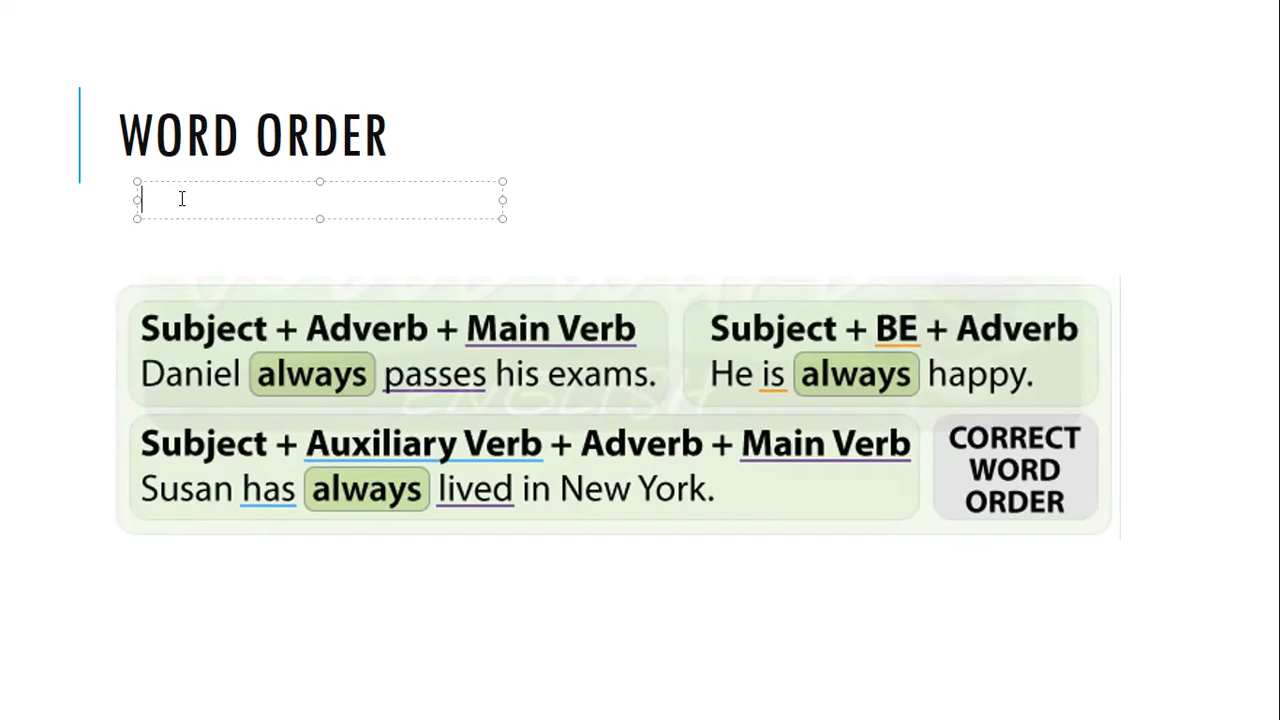 WORD ORDER
Subject + Adverb + Main Verb
Daniel always passes his exams.
Subject + BE + Adverb
He is always happy.
Subject + Auxiliary Verb + Adverb + Main Verb
Susan has always lived in New York.
CORRECT
WORD
ORDER
ENGLISH